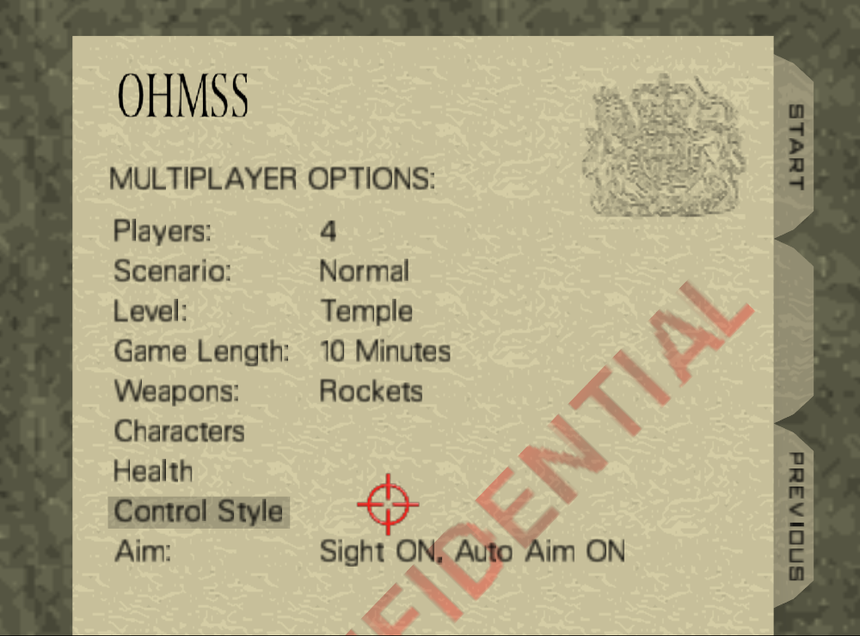 OHMSS
MULTIPLAYER OPTIONS:
Players: 4
Scenario: Normal
Level: Temple
Game Length: 10 Minutes
Weapons: Rockets
Characters
Health
Control Style
Aim: Sight ON, Auto Aim ON
FIDENTIAL
START
PREVIOUS